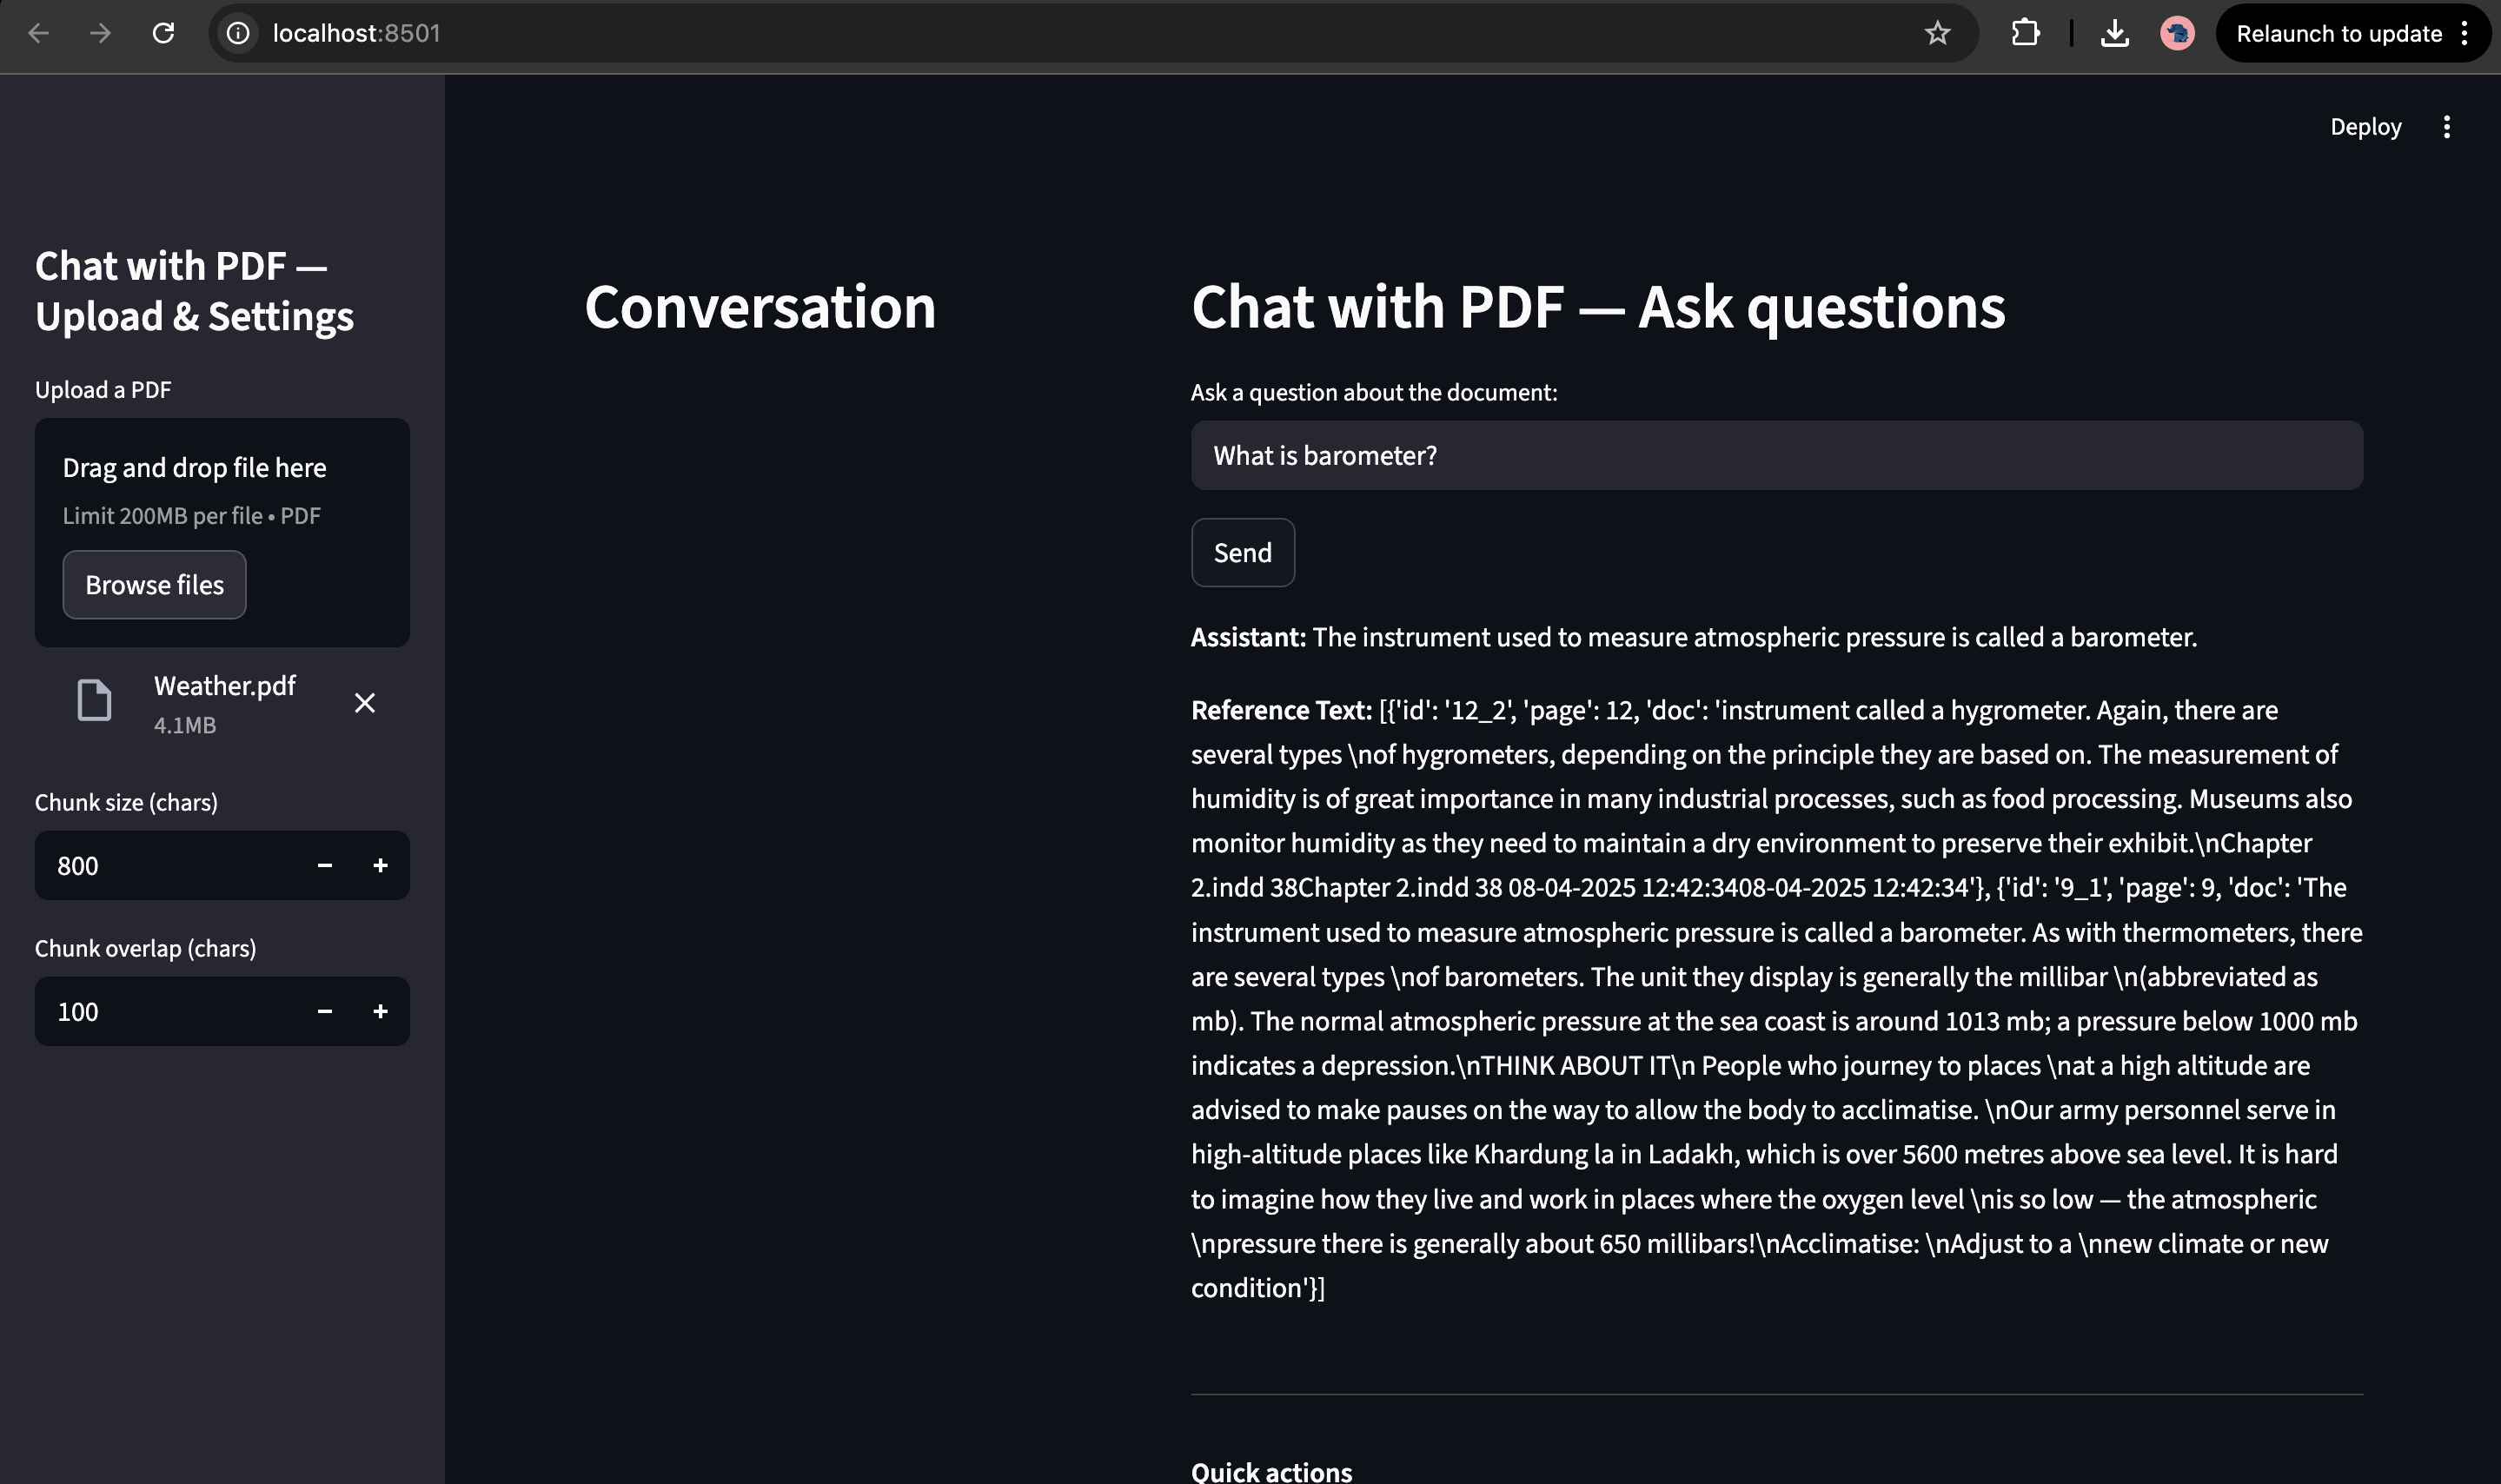 localhost:8501
Relaunch to update
Deploy
Chat with PDF —
Upload & Settings
Upload a PDF
Drag and drop file here
Limit 200MB per file • PDF
Browse files
Weather.pdf
4.1MB
Chunk size (chars)
800
Chunk overlap (chars)
100
Conversation
Chat with PDF — Ask questions
Ask a question about the document:
What is barometer?
Send
Assistant: The instrument used to measure atmospheric pressure is called a barometer.
Reference Text: [{'id': '12_2', 'page': 12, 'doc': 'instrument called a hygrometer. Again, there are
several types \nof hygrometers, depending on the principle they are based on. The measurement of
humidity is of great importance in many industrial processes, such as food processing. Museums also
monitor humidity as they need to maintain a dry environment to preserve their exhibit.\nChapter
2.indd 38Chapter 2.indd 38 08-04-2025 12:42:3408-04-2025 12:42:34'}, {'id': '9_1', 'page': 9, 'doc': 'The
instrument used to measure atmospheric pressure is called a barometer. As with thermometers, there
are several types \nof barometers. The unit they display is generally the millibar \n(abbreviated as
mb). The normal atmospheric pressure at the sea coast is around 1013 mb; a pressure below 1000 mb
indicates a depression.\nTHINK ABOUT IT\n People who journey to places \nat a high altitude are
advised to make pauses on the way to allow the body to acclimatise. \nOur army personnel serve in
high-altitude places like Khardung la in Ladakh, which is over 5600 metres above sea level. It is hard
to imagine how they live and work in places where the oxygen level \nis so low — the atmospheric
\npressure there is generally about 650 millibars!\nAcclimatise: \nAdjust to a \nnew climate or new
condition'}]
Quick actions